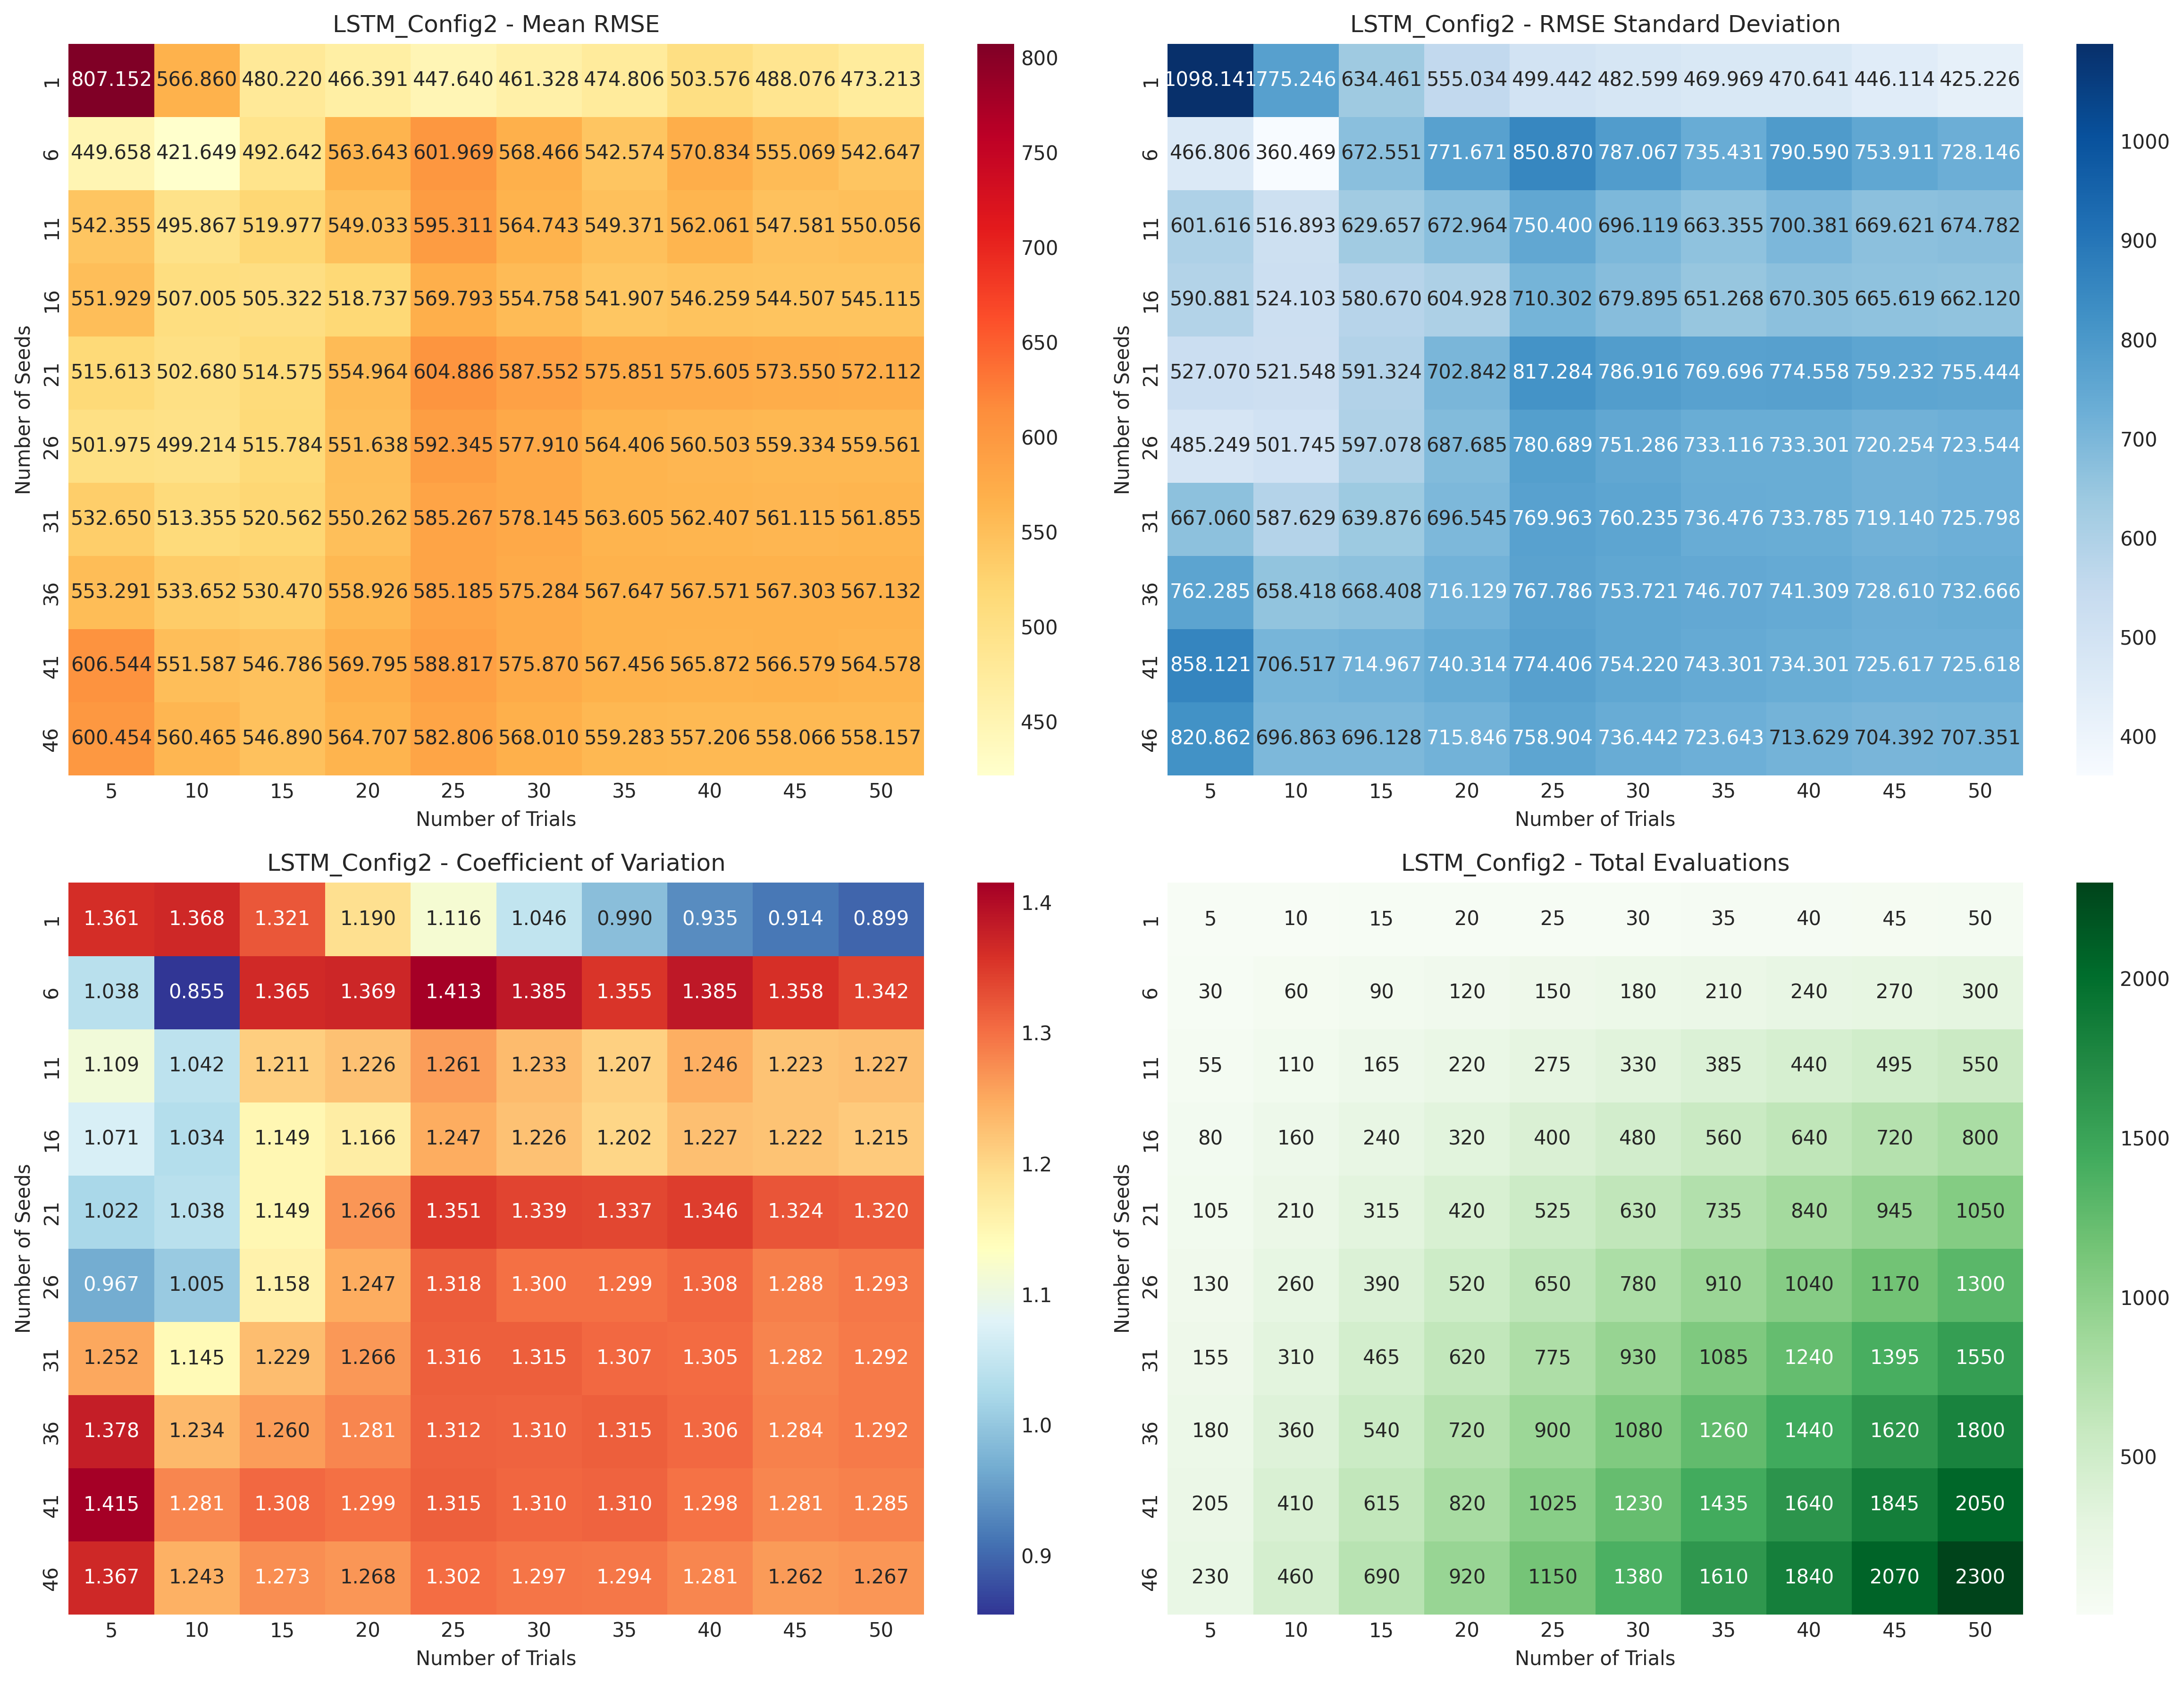 LSTM_Config2 - Mean RMSE
1 807.152 566.860 480.220 466.391 447.640 461.328 474.806 503.576 488.076 473.213
6 449.658 421.649 492.642 563.643 601.969 568.466 542.574 570.834 555.069 542.647
11 542.355 495.867 519.977 549.033 595.311 564.743 549.371 562.061 547.581 550.056
16 551.929 507.005 505.322 518.737 569.793 554.758 541.907 546.259 544.507 545.115
21 515.613 502.680 514.575 554.964 604.886 587.552 575.851 575.605 573.550 572.112
26 501.975 499.214 515.784 551.638 592.345 577.910 564.406 560.503 559.334 559.561
31 532.650 513.355 520.562 550.262 585.267 578.145 563.605 562.407 561.115 561.855
36 553.291 533.652 530.470 558.926 585.185 575.284 567.647 567.571 567.303 567.132
41 606.544 551.587 546.786 569.795 588.817 575.870 567.456 565.872 566.579 564.578
46 600.454 560.465 546.890 564.707 582.806 568.010 559.283 557.206 558.066 558.157
5 10 15 20 25 30 35 40 45 50
Number of Trials
Number of Seeds
800
750
700
650
600
550
500
450
LSTM_Config2 - RMSE Standard Deviation
1 1098.141 775.246 634.461 555.034 499.442 482.599 469.969 470.641 446.114 425.226
6 466.806 360.469 672.551 771.671 850.870 787.067 735.431 790.590 753.911 728.146
11 601.616 516.893 629.657 672.964 750.400 696.119 663.355 700.381 669.621 674.782
16 590.881 524.103 580.670 604.928 710.302 679.895 651.268 670.305 665.619 662.120
21 527.070 521.548 591.324 702.842 817.284 786.916 769.696 774.558 759.232 755.444
26 485.249 501.745 597.078 687.685 780.689 751.286 733.116 733.301 720.254 723.544
31 667.060 587.629 639.876 696.545 769.963 760.235 736.476 733.785 719.140 725.798
36 762.285 658.418 668.408 716.129 767.786 753.721 746.707 741.309 728.610 732.666
41 858.121 706.517 714.967 740.314 774.406 754.220 743.301 734.301 725.617 725.618
46 820.862 696.863 696.128 715.846 758.904 736.442 723.643 713.629 704.392 707.351
5 10 15 20 25 30 35 40 45 50
Number of Trials
Number of Seeds
1000
900
800
700
600
500
400
LSTM_Config2 - Coefficient of Variation
1 1.361 1.368 1.321 1.190 1.116 1.046 0.990 0.935 0.914 0.899
6 1.038 0.855 1.365 1.369 1.413 1.385 1.355 1.385 1.358 1.342
11 1.109 1.042 1.211 1.226 1.261 1.233 1.207 1.246 1.223 1.227
16 1.071 1.034 1.149 1.166 1.247 1.226 1.202 1.227 1.222 1.215
21 1.022 1.038 1.149 1.266 1.351 1.339 1.337 1.346 1.324 1.320
26 0.967 1.005 1.158 1.247 1.318 1.300 1.299 1.308 1.288 1.293
31 1.252 1.145 1.229 1.266 1.316 1.315 1.307 1.305 1.282 1.292
36 1.378 1.234 1.260 1.281 1.312 1.310 1.315 1.306 1.284 1.292
41 1.415 1.281 1.308 1.299 1.315 1.310 1.310 1.298 1.281 1.285
46 1.367 1.243 1.273 1.268 1.302 1.297 1.294 1.281 1.262 1.267
5 10 15 20 25 30 35 40 45 50
Number of Trials
Number of Seeds
1.4
1.3
1.2
1.1
1.0
0.9
LSTM_Config2 - Total Evaluations
1 5 10 15 20 25 30 35 40 45 50
6 30 60 90 120 150 180 210 240 270 300
11 55 110 165 220 275 330 385 440 495 550
16 80 160 240 320 400 480 560 640 720 800
21 105 210 315 420 525 630 735 840 945 1050
26 130 260 390 520 650 780 910 1040 1170 1300
31 155 310 465 620 775 930 1085 1240 1395 1550
36 180 360 540 720 900 1080 1260 1440 1620 1800
41 205 410 615 820 1025 1230 1435 1640 1845 2050
46 230 460 690 920 1150 1380 1610 1840 2070 2300
5 10 15 20 25 30 35 40 45 50
Number of Trials
Number of Seeds
2000
1500
1000
500